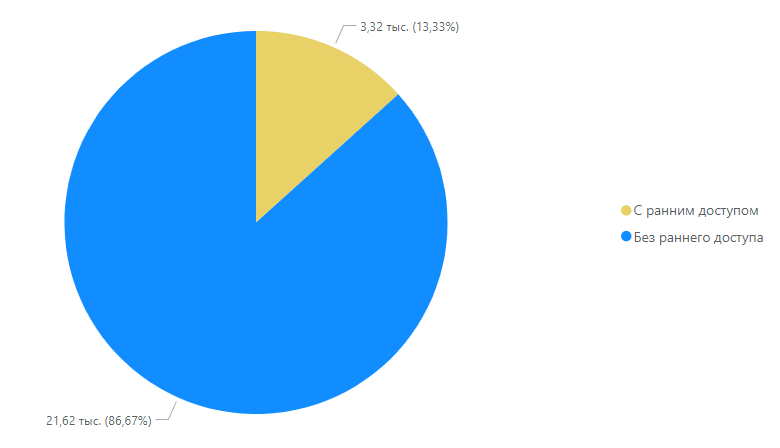 3,32 тыс. (13,33%)
С ранним доступом
Без раннего доступа
21,62 тыс. (86,67%)